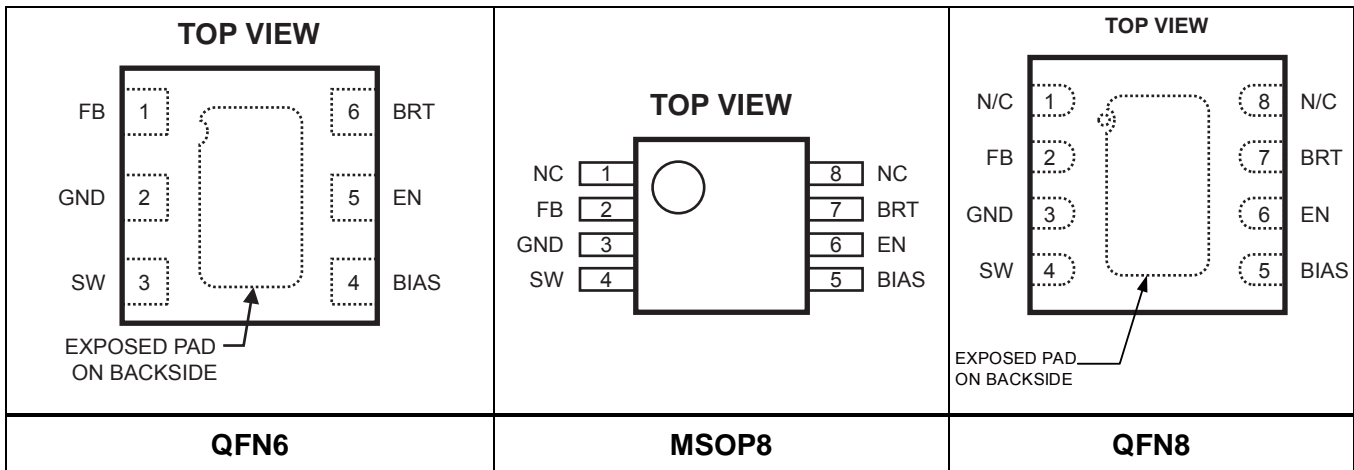 TOP VIEW
FB 1 6 BRT
GND 2 5 EN
SW 3 4 BIAS
EXPOSED PAD
ON BACKSIDE
QFN6
TOP VIEW
NC 1 8 NC
FB 2 7 BRT
GND 3 6 EN
SW 4 5 BIAS
MSOP8
TOP VIEW
N/C 1 8 N/C
FB 2 7 BRT
GND 3 6 EN
SW 4 5 BIAS
EXPOSED PAD
ON BACKSIDE
QFN8